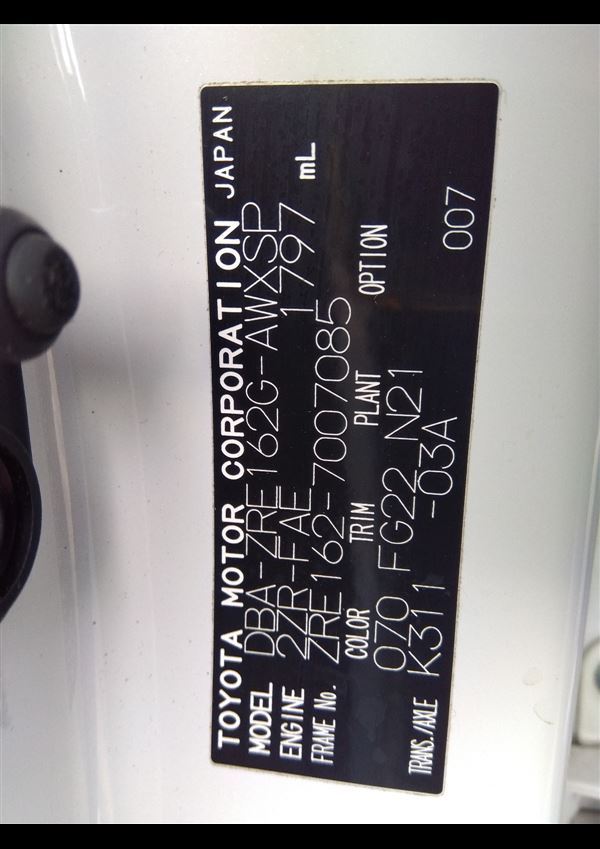 TOYOTA MOTOR CORPORATION JAPAN
MODEL DBA-ZRE162G-AWXSP
ENGINE 2ZR-FAE 1797 mL
FRAME No. ZRE162-7007085
COLOR TRIM PLANT OPTION
070 FG22 N21
TRANS./AXLE K311 -03A 007